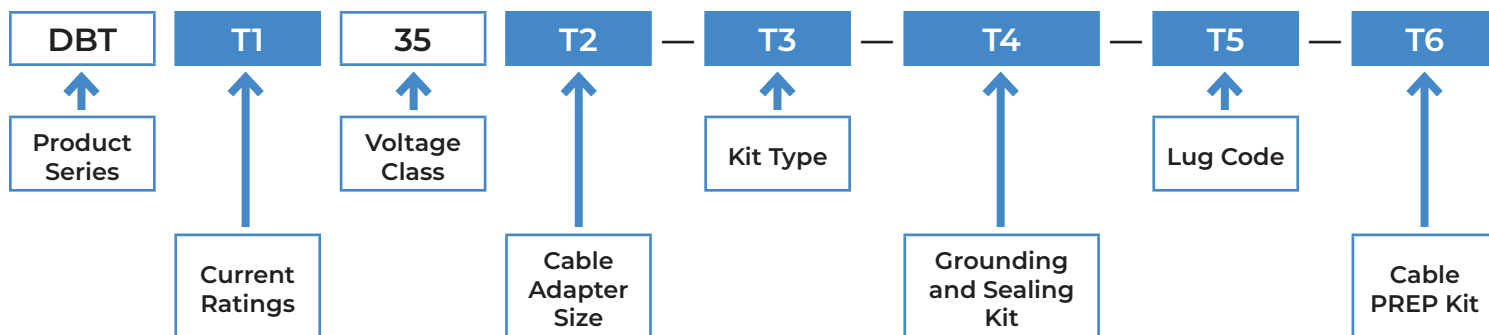 DBT T1 35 T2 — T3 — T4 — T5 — T6
Product
Series
Voltage
Class
Kit Type
Lug Code
Current
Ratings
Cable
Adapter
Size
Grounding
and Sealing
Kit
Cable
PREP Kit